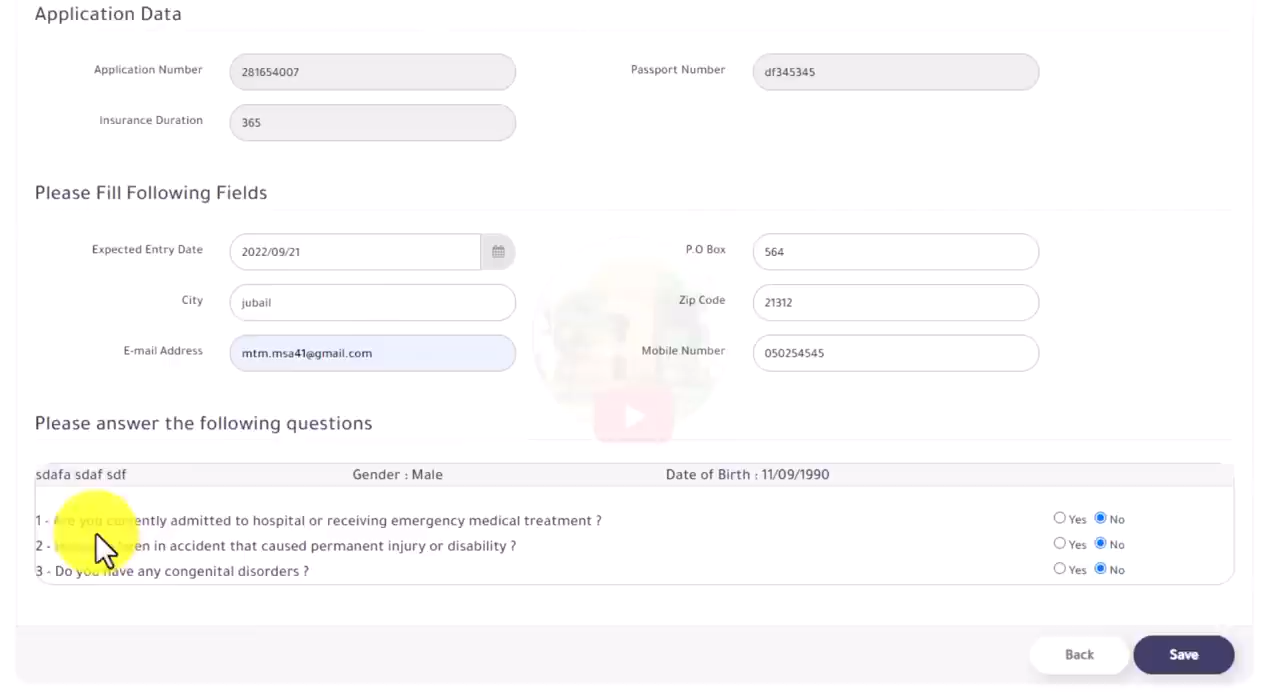 Application Data
Application Number 281654007 Passport Number df345345
Insurance Duration 365
Please Fill Following Fields
Expected Entry Date 2022/09/21 P.O Box 564
City jubail Zip Code 21312
E-mail Address mtm.msa41@gmail.com Mobile Number 050254545
Please answer the following questions
sdafa sdaf sdf Gender : Male Date of Birth : 11/09/1990
1 - Are you currently admitted to hospital or receiving emergency medical treatment ? Yes No
2 - in accident that caused permanent injury or disability ? Yes No
3 - Do you have any congenital disorders ? Yes No
Back Save